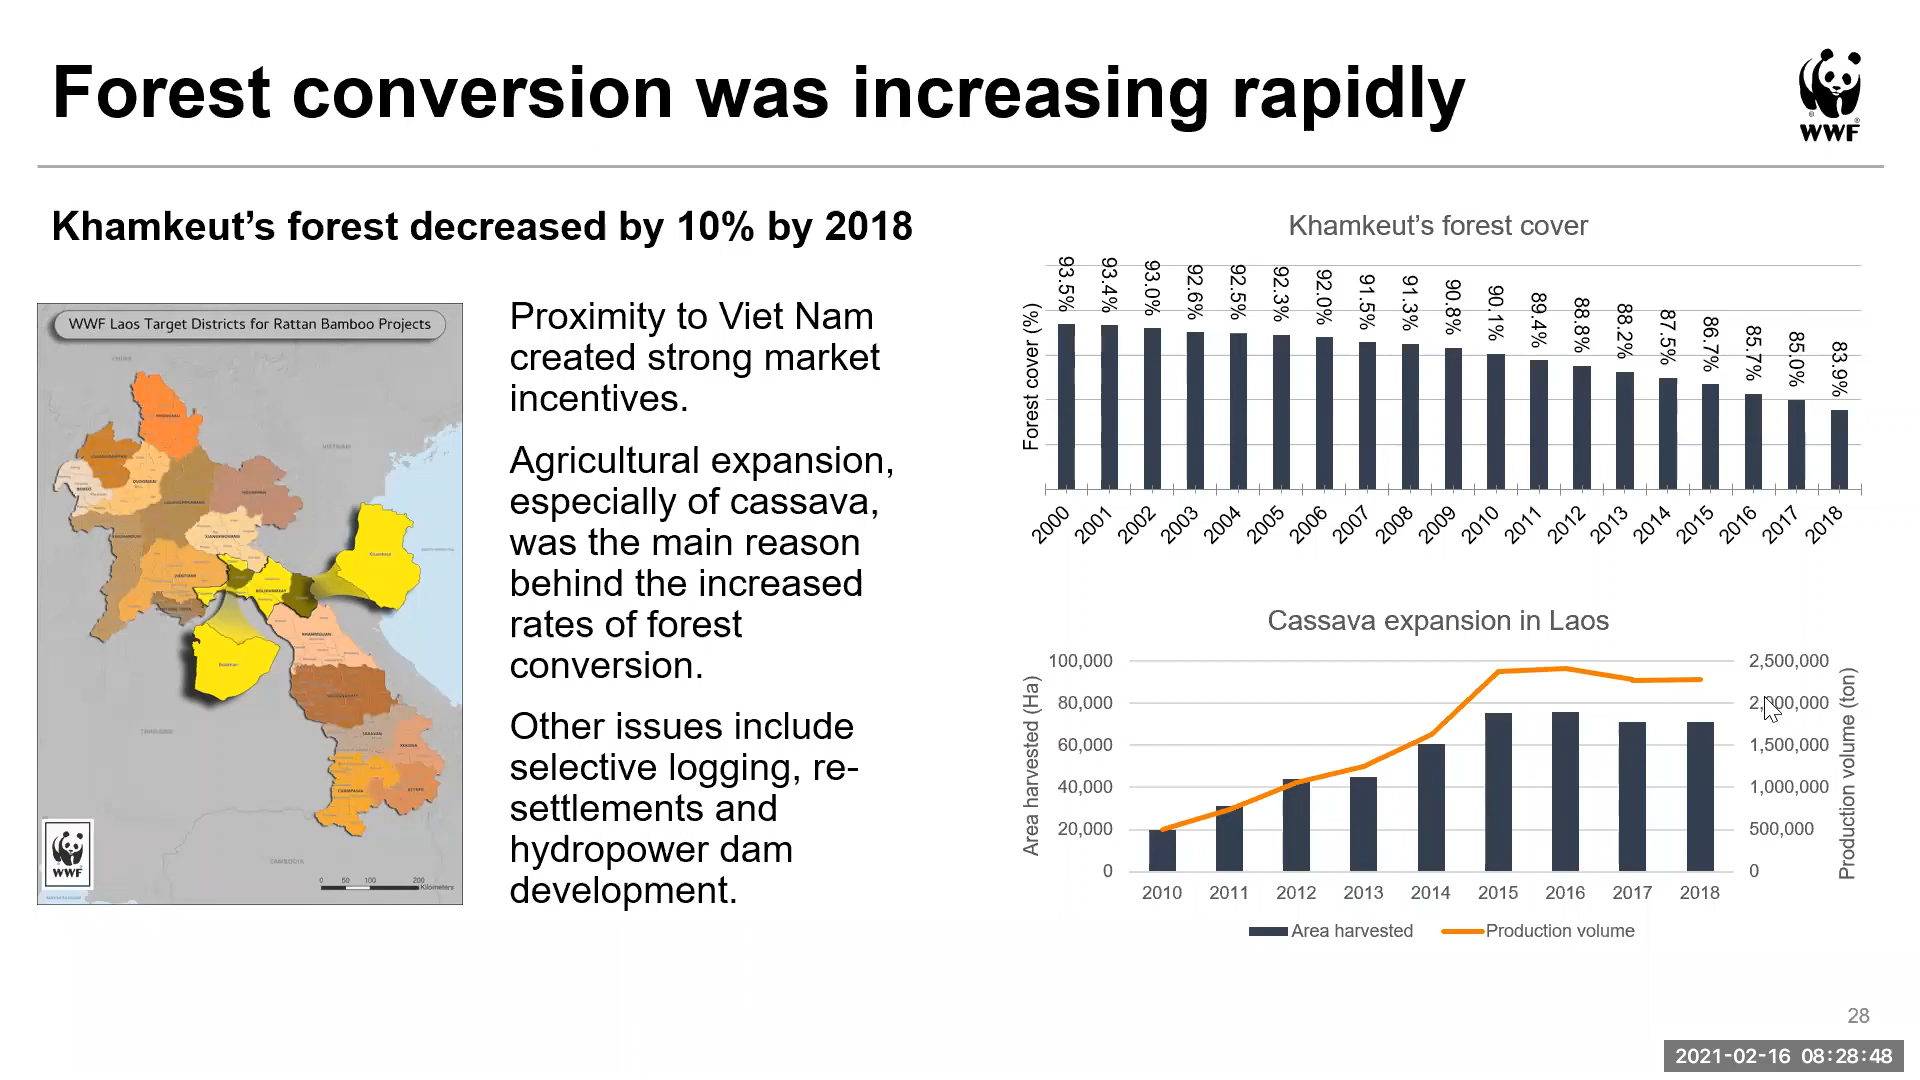 Forest conversion was increasing rapidly
WWF
Khamkeut’s forest decreased by 10% by 2018
WWF Laos Target Districts for Rattan Bamboo Projects
CHINA
VIETNAM
THAILAND
CAMBODIA
0 50 100 200
Kilometers
WWF
Proximity to Viet Nam
created strong market
incentives.
Agricultural expansion,
especially of cassava,
was the main reason
behind the increased
rates of forest
conversion.
Other issues include
selective logging, re-
settlements and
hydropower dam
development.
Khamkeut’s forest cover
Forest cover (%)
93.5% 93.4% 93.0% 92.6% 92.5% 92.3% 92.0% 91.5% 91.3% 90.8% 90.1% 89.4% 88.8% 88.2% 87.5% 86.7% 85.7% 85.0% 83.9%
2000 2001 2002 2003 2004 2005 2006 2007 2008 2009 2010 2011 2012 2013 2014 2015 2016 2017 2018
Cassava expansion in Laos
Area harvested (Ha)
100,000
80,000
60,000
40,000
20,000
0
2,500,000
1,500,000
1,000,000
500,000
0
Production volume (ton)
2010 2011 2012 2013 2014 2015 2016 2017 2018
Area harvested Production volume
28
2021-02-16 08:28:48